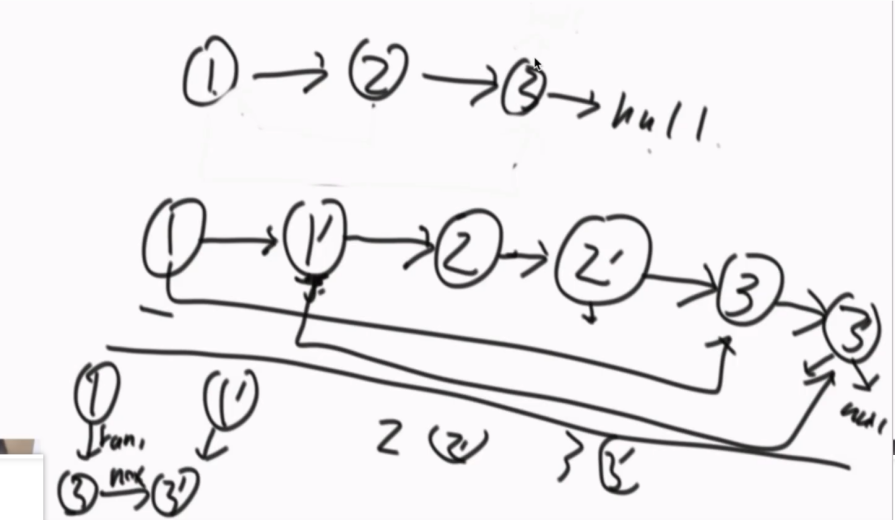 1 → 2 → 3 → null
1 → 1' → 2 → 2' → 3 → 3'
null
1 1' 2 2' 3 3'
3 → 3'